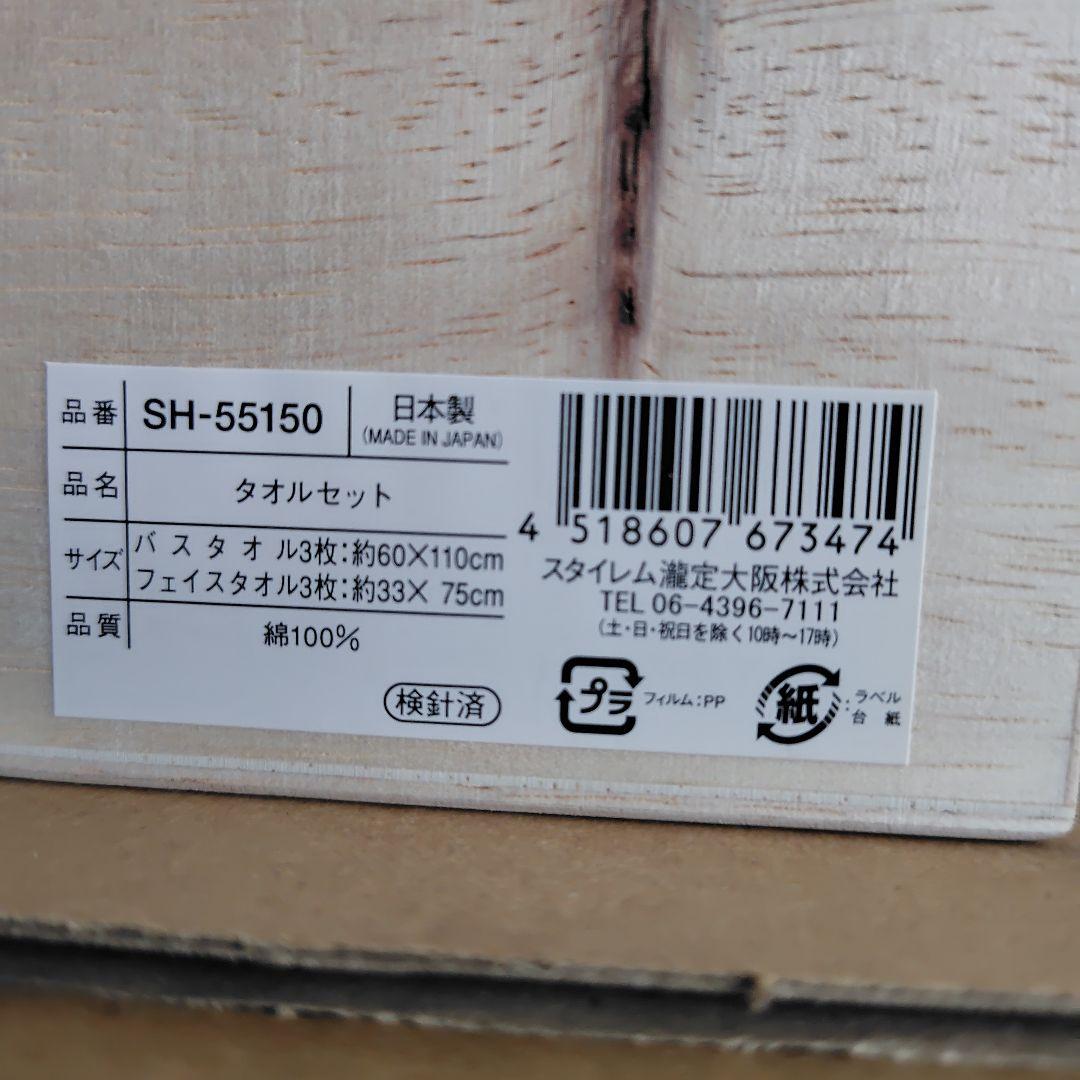 品番 SH-55150 日本製
(MADE IN JAPAN)
品名 タオルセット
サイズ バスタオル3枚:約60×110cm
フェイスタオル3枚:約33× 75cm
品質 綿100%
検針済
4 518607 673474
スタイレム瀧定大阪株式会社
TEL 06-4396-7111
(土・日・祝日を除く10時〜17時)
プラ フィルム:PP
紙 :ラベル
台紙